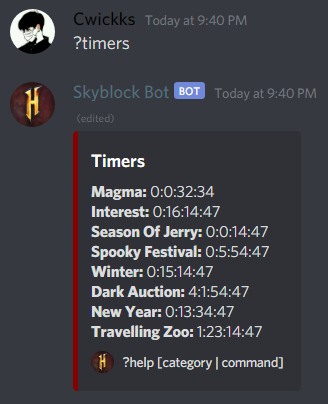 Cwickks Today at 9:40 PM
?timers
Skyblock Bot BOT Today at 9:40 PM
(edited)
Timers
Magma: 0:0:32:34
Interest: 0:16:14:47
Season Of Jerry: 0:0:14:47
Spooky Festival: 0:5:54:47
Winter: 0:15:14:47
Dark Auction: 4:1:54:47
New Year: 0:13:34:47
Travelling Zoo: 1:23:14:47
?help [category | command]